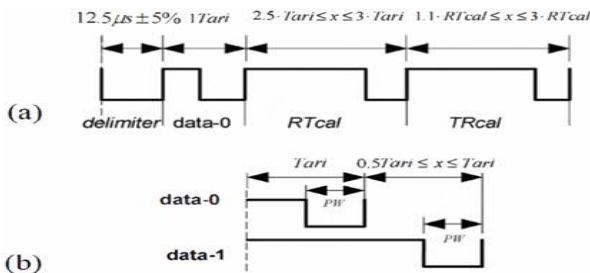 12.5μs±5% 1Tari 2.5·Tari≤x≤3·Tari 1.1·RTcal≤x≤3·RTcal
(a)
delimiter data-0 RTcal TRcal
Tari 0.5Tari≤x≤Tari
data-0 PW
data-1 PW
(b)